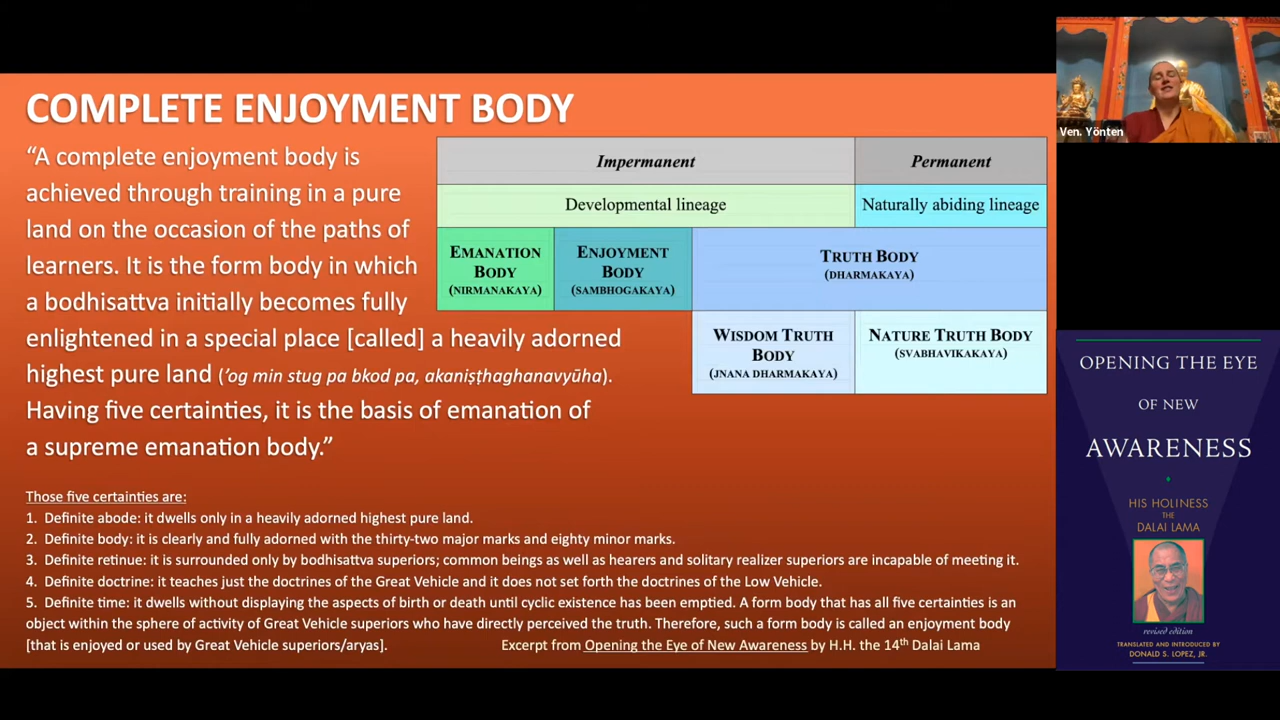 COMPLETE ENJOYMENT BODY
“A complete enjoyment body is
achieved through training in a pure
land on the occasion of the paths of
learners. It is the form body in which
a bodhisattva initially becomes fully
enlightened in a special place [called] a heavily adorned
highest pure land (’og min stug pa bkod pa, akaniṣṭhaghanavyūha).
Having five certainties, it is the basis of emanation of
a supreme emanation body.”
Impermanent
Permanent
Developmental lineage
Naturally abiding lineage
EMANATION
BODY
(NIRMANAKAYA)
ENJOYMENT
BODY
(SAMBHOGAKAYA)
TRUTH BODY
(DHARMAKAYA)
WISDOM TRUTH
BODY
(JNANA DHARMAKAYA)
NATURE TRUTH BODY
(SVABHAVIKAKAYA)
Those five certainties are:
1. Definite abode: it dwells only in a heavily adorned highest pure land.
2. Definite body: it is clearly and fully adorned with the thirty-two major marks and eighty minor marks.
3. Definite retinue: it is surrounded only by bodhisattva superiors; common beings as well as hearers and solitary realizer superiors are incapable of meeting it.
4. Definite doctrine: it teaches just the doctrines of the Great Vehicle and it does not set forth the doctrines of the Low Vehicle.
5. Definite time: it dwells without displaying the aspects of birth or death until cyclic existence has been emptied. A form body that has all five certainties is an
object within the sphere of activity of Great Vehicle superiors who have directly perceived the truth. Therefore, such a form body is called an enjoyment body
[that is enjoyed or used by Great Vehicle superiors/aryas].
Excerpt from Opening the Eye of New Awareness by H.H. the 14th Dalai Lama
Ven. Yönten
OPENING THE EYE
OF NEW
AWARENESS
HIS HOLINESS
THE
DALAI LAMA
revised edition
TRANSLATED AND INTRODUCED BY
DONALD S. LOPEZ, JR.